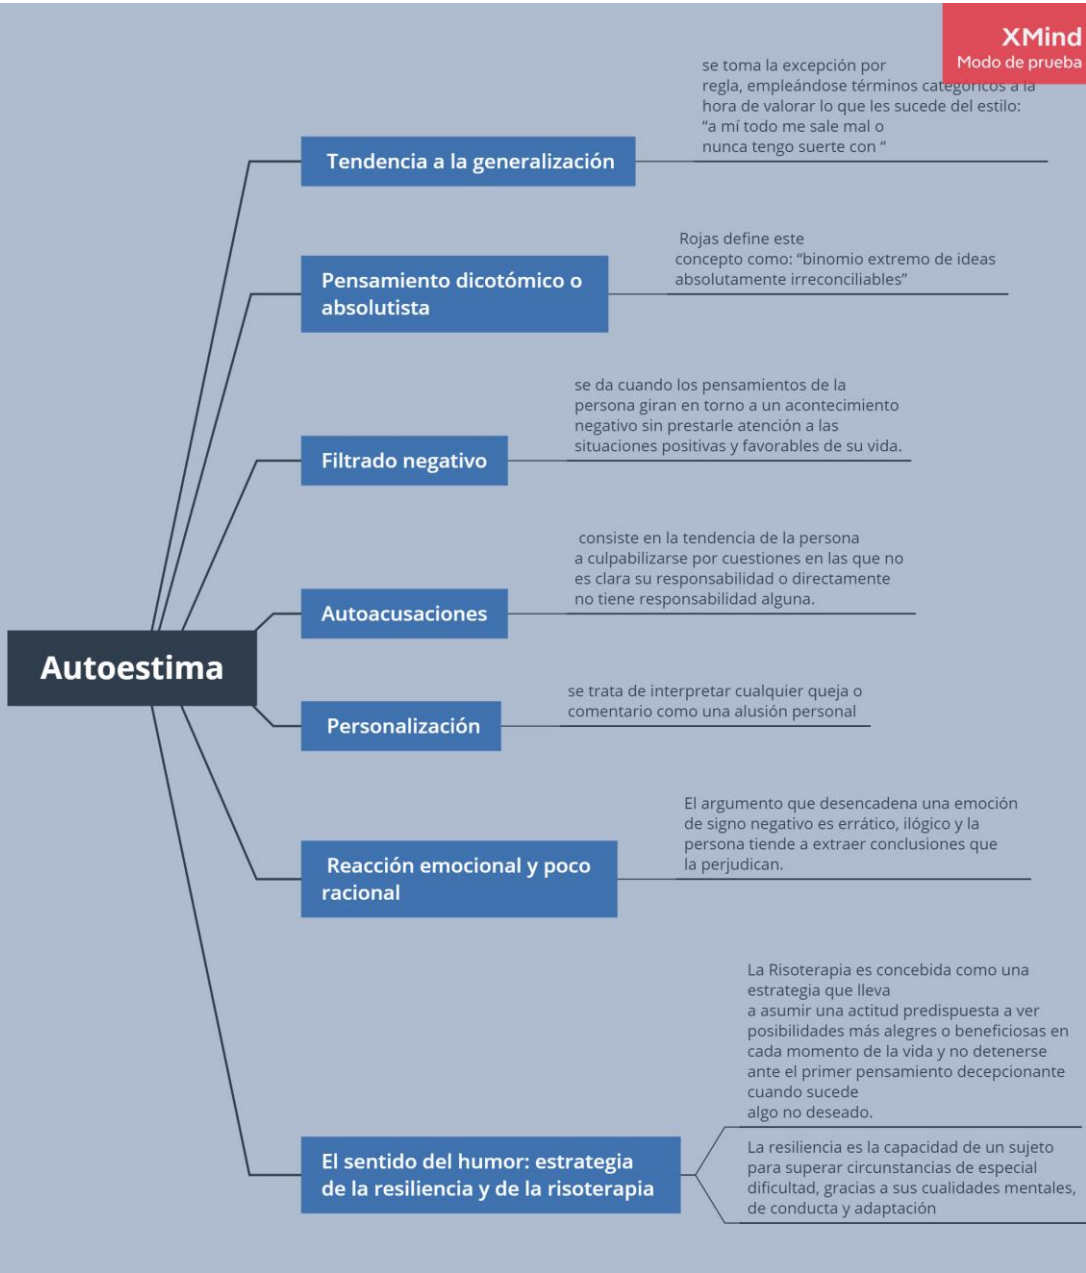 XMind
Modo de prueba
se toma la excepción por
regla, empleándose términos categóricos a la
hora de valorar lo que les sucede del estilo:
“a mí todo me sale mal o
nunca tengo suerte con “
Tendencia a la generalización
Rojas define este
concepto como: “binomio extremo de ideas
absolutamente irreconciliables”
Pensamiento dicotómico o
absolutista
se da cuando los pensamientos de la
persona giran en torno a un acontecimiento
negativo sin prestarle atención a las
situaciones positivas y favorables de su vida.
Filtrado negativo
consiste en la tendencia de la persona
a culpabilizarse por cuestiones en las que no
es clara su responsabilidad o directamente
no tiene responsabilidad alguna.
Autoacusaciones
Autoestima
se trata de interpretar cualquier queja o
comentario como una alusión personal
Personalización
El argumento que desencadena una emoción
de signo negativo es errático, ilógico y la
persona tiende a extraer conclusiones que
la perjudican.
Reacción emocional y poco
racional
La Risoterapia es concebida como una
estrategia que lleva
a asumir una actitud predispuesta a ver
posibilidades más alegres o beneficiosas en
cada momento de la vida y no detenerse
ante el primer pensamiento decepcionante
cuando sucede
algo no deseado.
El sentido del humor: estrategia
de la resiliencia y de la risoterapia
La resiliencia es la capacidad de un sujeto
para superar circunstancias de especial
dificultad, gracias a sus cualidades mentales,
de conducta y adaptación